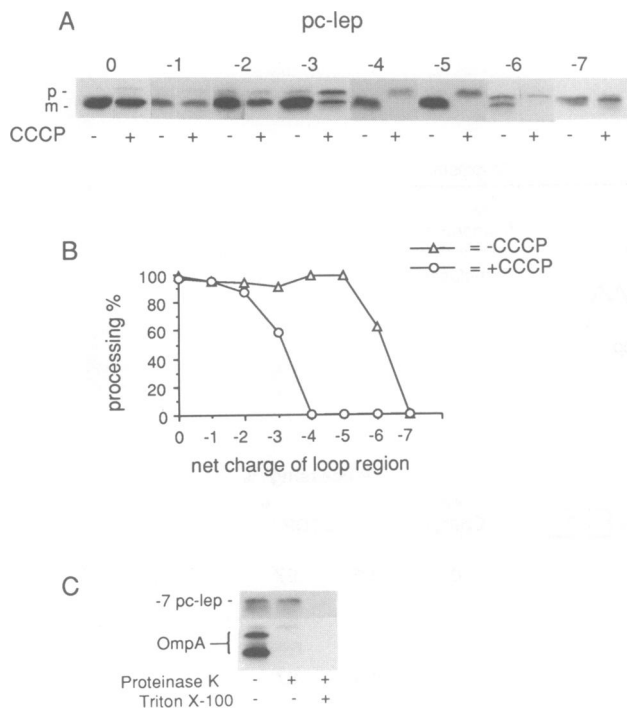 A
pc-lep
0 -1 -2 -3 -4 -5 -6 -7
p -
m -
- + - + - + - + - + - + - + - +
CCCP
B
= -CCCP
= +CCCP
100
80
60
40
20
0
processing %
0 -1 -2 -3 -4 -5 -6 -7
net charge of loop region
C
-7 pc-lep -
OmpA
Proteinase K - + +
Triton X-100 - - +